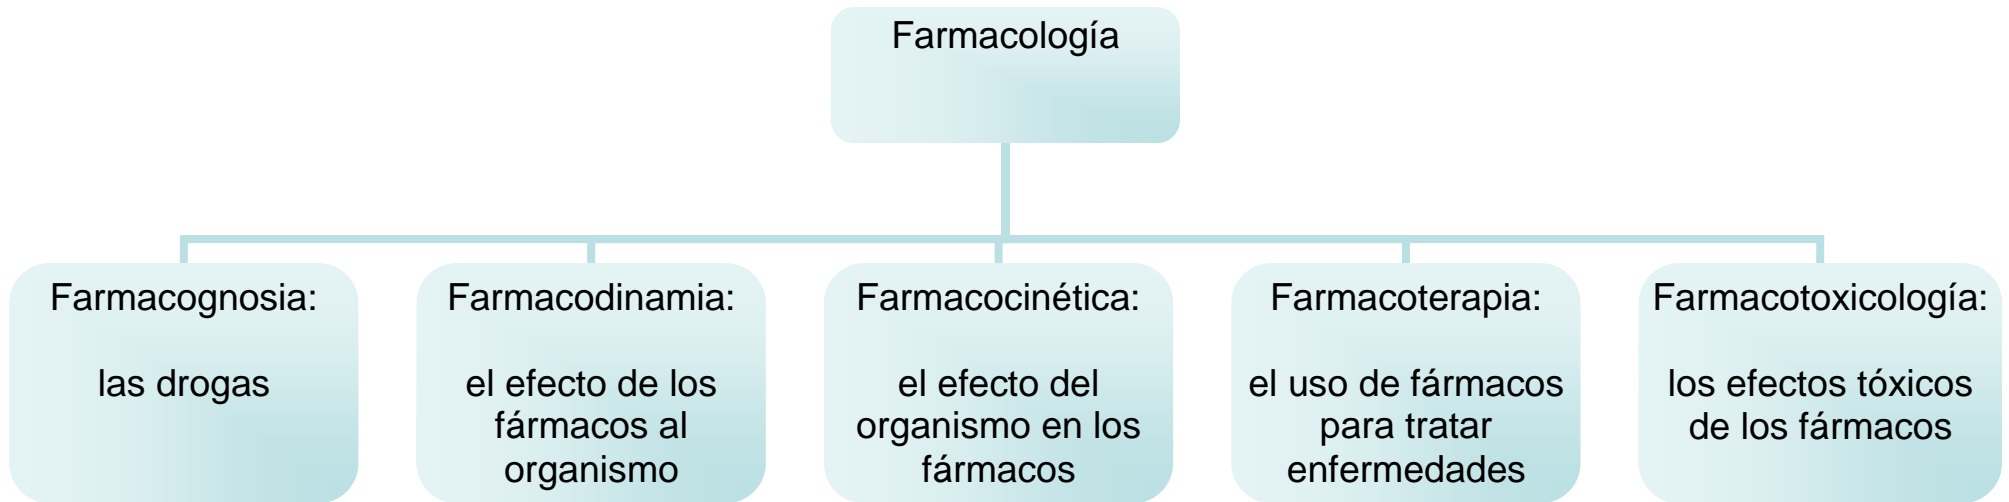 Farmacología
Farmacognosia:
las drogas
Farmacodinamia:
el efecto de los
fármacos al
organismo
Farmacocinética:
el efecto del
organismo en los
fármacos
Farmacoterapia:
el uso de fármacos
para tratar
enfermedades
Farmacotoxicología:
los efectos tóxicos
de los fármacos